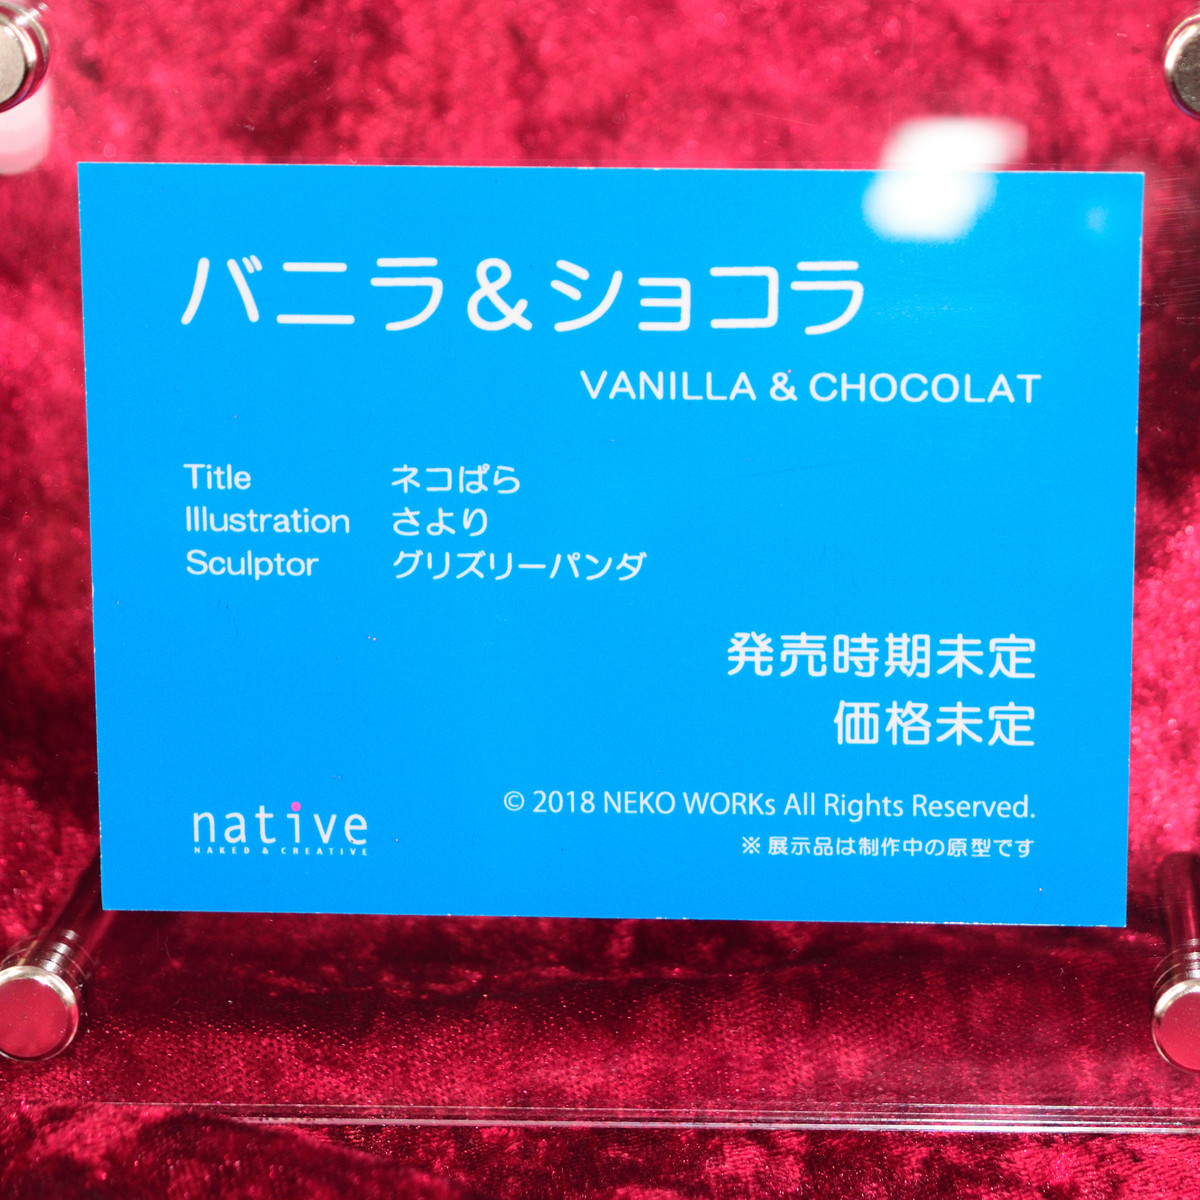 バニラ&ショコラ
VANILLA & CHOCOLAT
Title ネコぱら
Illustration さより
Sculptor グリズリーパンダ
発売時期未定
価格未定
© 2018 NEKO WORKs All Rights Reserved.
※展示品は制作中の原型です
native
NAKED & CREATIVE